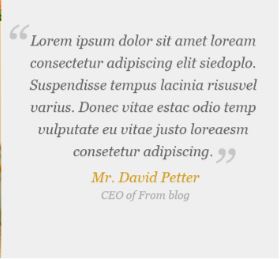 “ Lorem ipsum dolor sit amet loream
consectetur adipiscing elit siedoplo.
Suspendisse tempus lacinia risusvel
varius. Donec vitae estac odio temp
vulputate eu vitae justo loreaesm
consetetur adipiscing. ”
Mr. David Petter
CEO of From blog